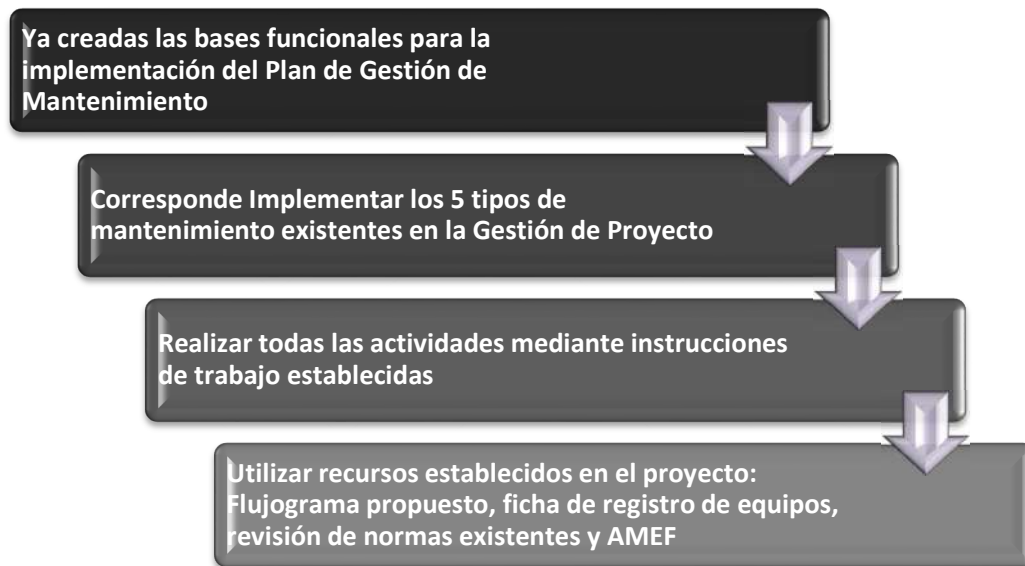 Ya creadas las bases funcionales para la
implementación del Plan de Gestión de
Mantenimiento
Corresponde Implementar los 5 tipos de
mantenimiento existentes en la Gestión de Proyecto
Realizar todas las actividades mediante instrucciones
de trabajo establecidas
Utilizar recursos establecidos en el proyecto:
Flujograma propuesto, ficha de registro de equipos,
revisión de normas existentes y AMEF